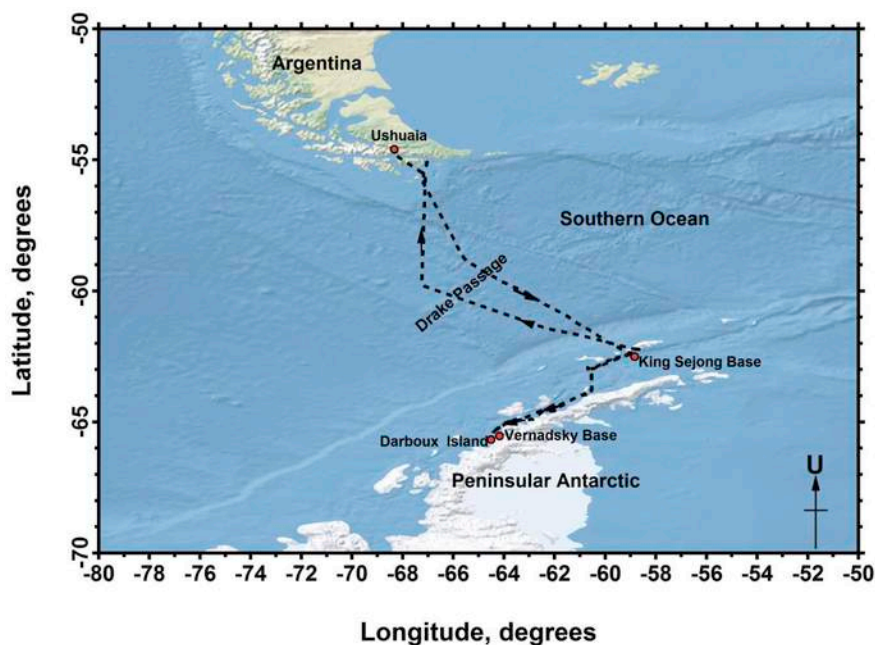 -50
Argentina
Ushuaia
-55
Southern Ocean
Latitude, degrees
-60
Drake Passage
King Sejong Base
-65
Darboux Island
Vernadsky Base
Peninsular Antarctic
U
-70
-80 -78 -76 -74 -72 -70 -68 -66 -64 -62 -60 -58 -56 -54 -52 -50
Longitude, degrees